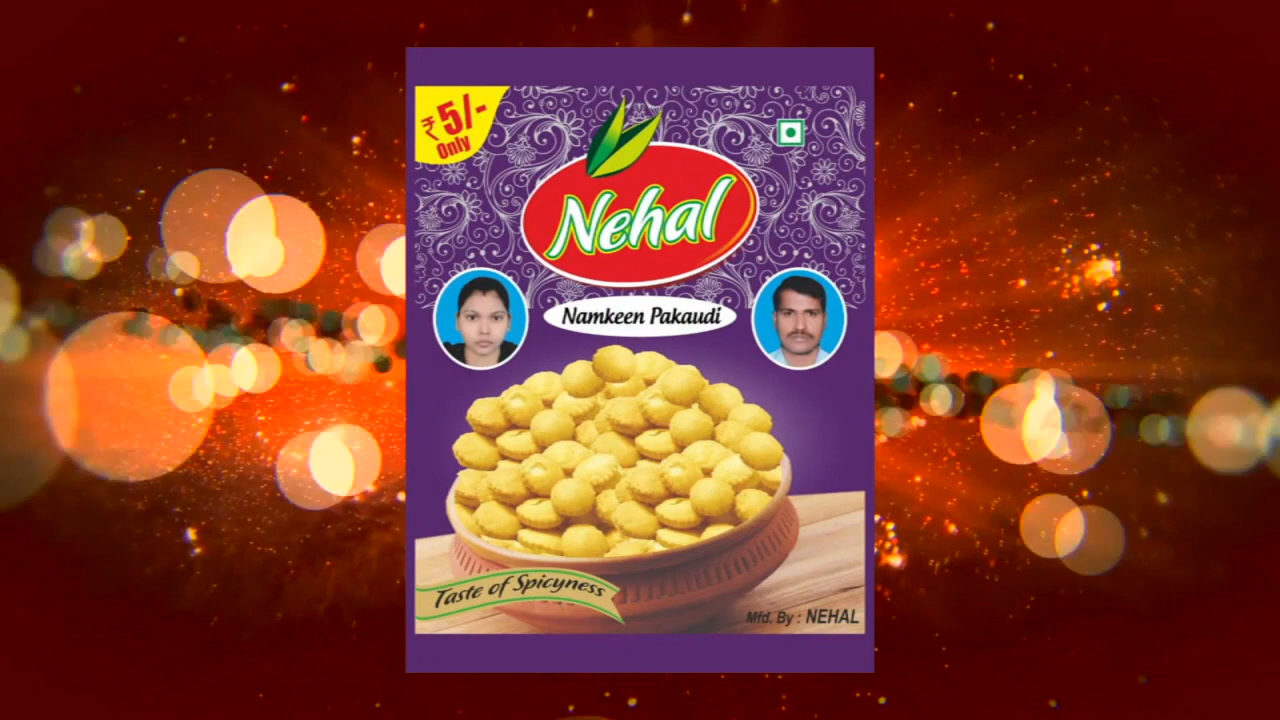 ₹ 5/-
Only
Nehal
Namkeen Pakaudi
Taste of Spicyness
Mfd. By : NEHAL